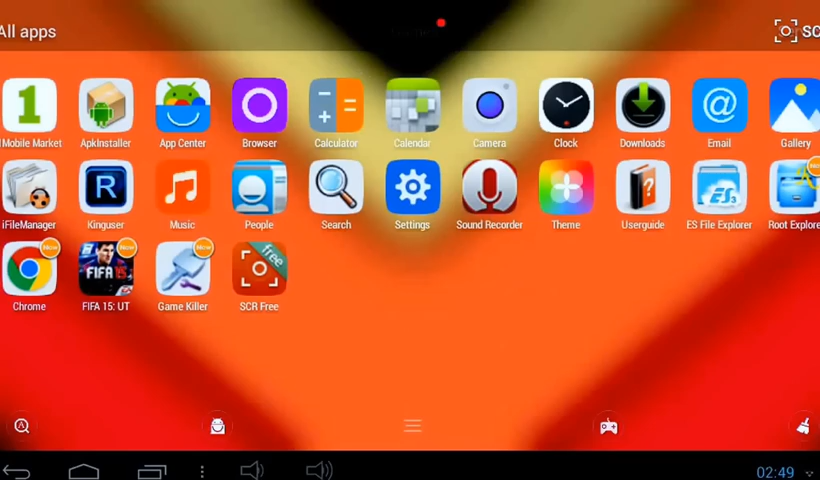 All apps
SC
1Mobile Market ApkInstaller App Center Browser Calculator Calendar Camera Clock Downloads Email Gallery
iFileManager Kinguser Music People Search Settings Sound Recorder Theme Userguide ES File Explorer Root Explore
New New New New
free
FIFA 15
Chrome FIFA 15: UT Game Killer SCR Free
02:49